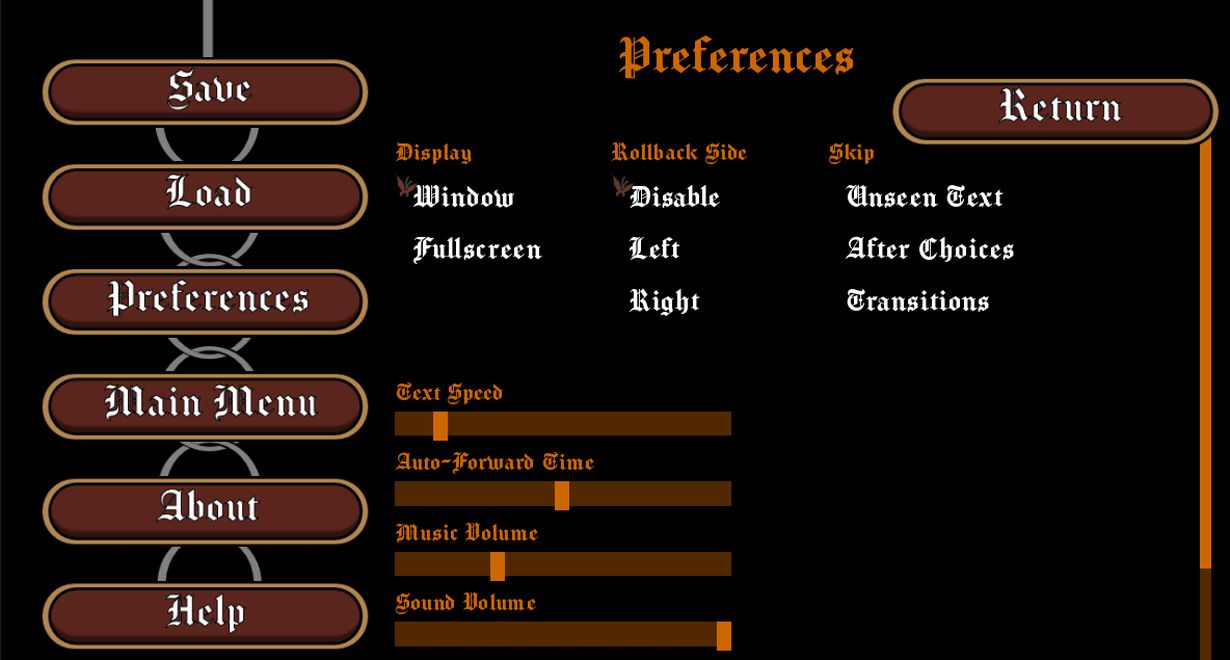 Save
Load
Preferences
Main Menu
About
Help
Preferences
Return
Display
Window
Fullscreen
Rollback Side
Disable
Left
Right
Skip
Unseen Text
After Choices
Transitions
Text Speed
Auto-Forward Time
Music Volume
Sound Volume